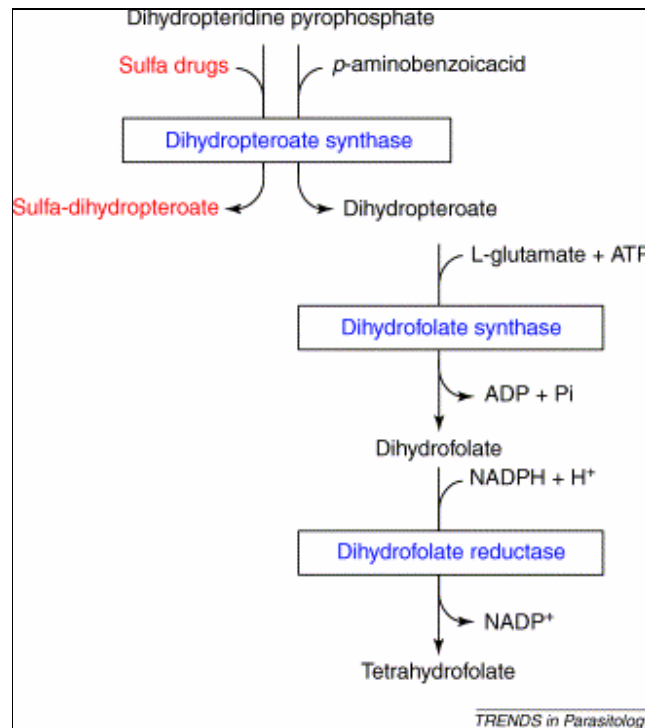 Dihydropteridine pyrophosphate
Sulfa drugs
p-aminobenzoicacid
Dihydropteroate synthase
Sulfa-dihydropteroate
Dihydropteroate
L-glutamate + ATP
Dihydrofolate synthase
ADP + Pi
Dihydrofolate
NADPH + H⁺
Dihydrofolate reductase
NADP⁺
Tetrahydrofolate
TRENDS in Parasitolog